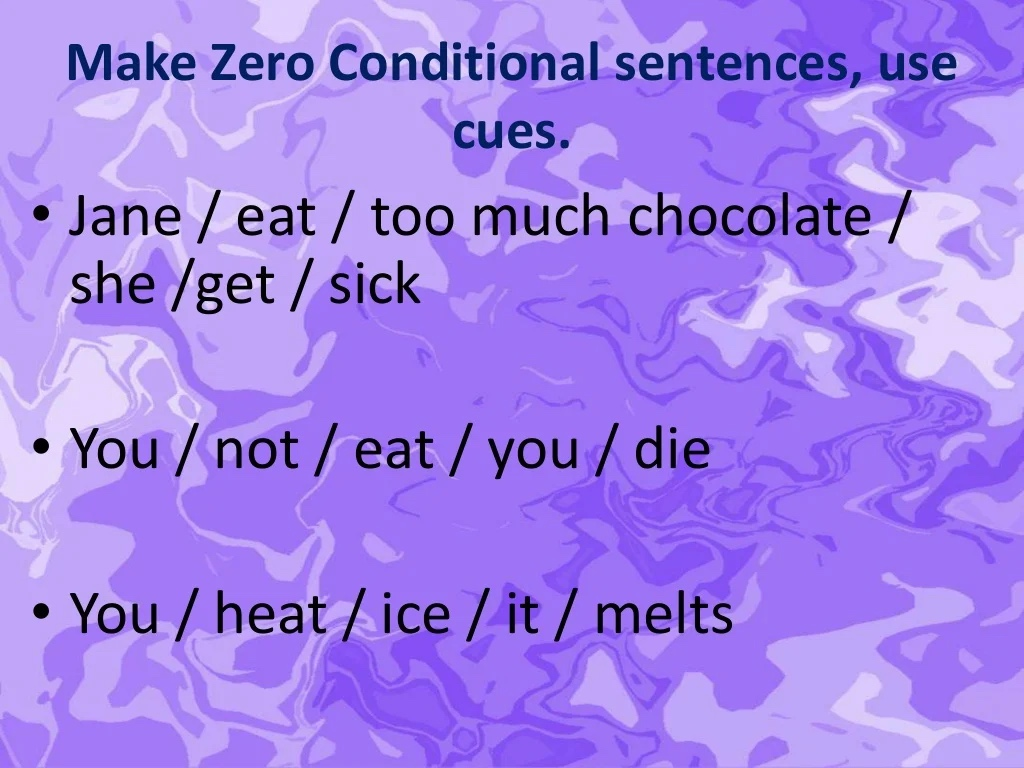 Make Zero Conditional sentences, use
cues.
• Jane / eat / too much chocolate /
she /get / sick
• You / not / eat / you / die
• You / heat / ice / it / melts